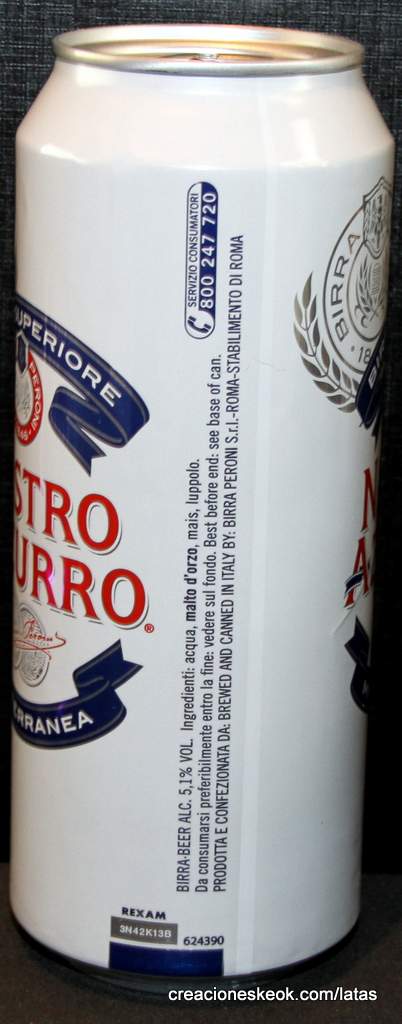 SUPERIORE
PERONI
STRO
URRO®
RRANEA
SERVIZIO CONSUMATORI
800 247 720
BIRRA-BEER ALC. 5,1% VOL. Ingredienti: acqua, malto d'orzo, mais, luppolo.
Da consumarsi preferibilmente entro la fine: vedere sul fondo. Best before end: see base of can.
PRODOTTA E CONFEZIONATA DA: BREWED AND CANNED IN ITALY BY: BIRRA PERONI S.r.l.-ROMA-STABILIMENTO DI ROMA
BIRRA
18
N
A
REXAM
3N42K13B
624390
creacioneskeok.com/latas